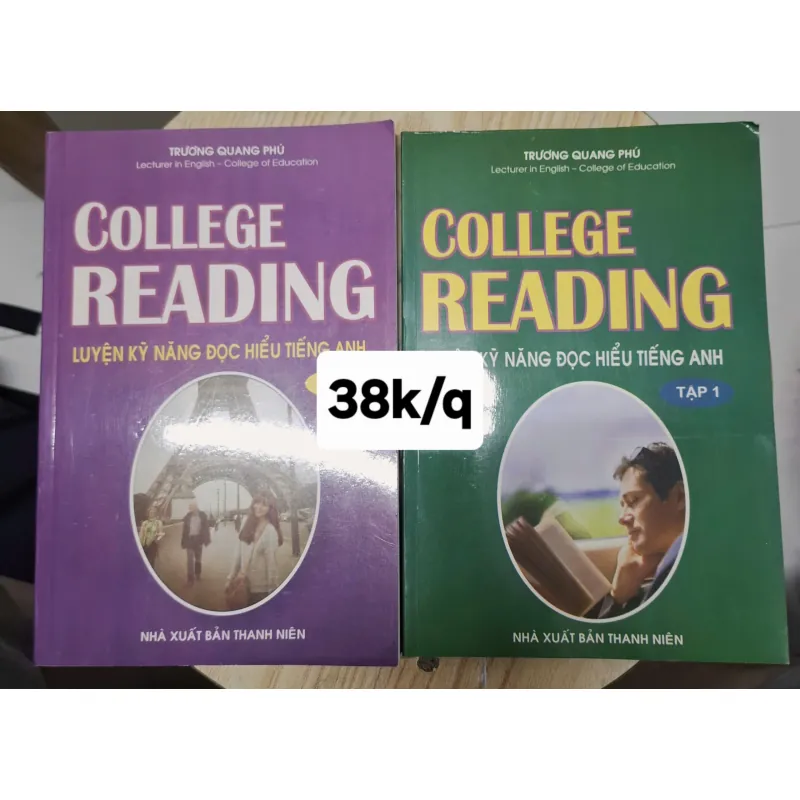 TRƯƠNG QUANG PHÚ
Lecturer in English – College of Education
COLLEGE
READING
LUYỆN KỸ NĂNG ĐỌC HIỂU TIẾNG ANH
NHÀ XUẤT BẢN THANH NIÊN
TRƯƠNG QUANG PHÚ
Lecturer in English – College of Education
COLLEGE
READING
KỸ NĂNG ĐỌC HIỂU TIẾNG ANH
TẬP 1
NHÀ XUẤT BẢN THANH NIÊN
38k/q